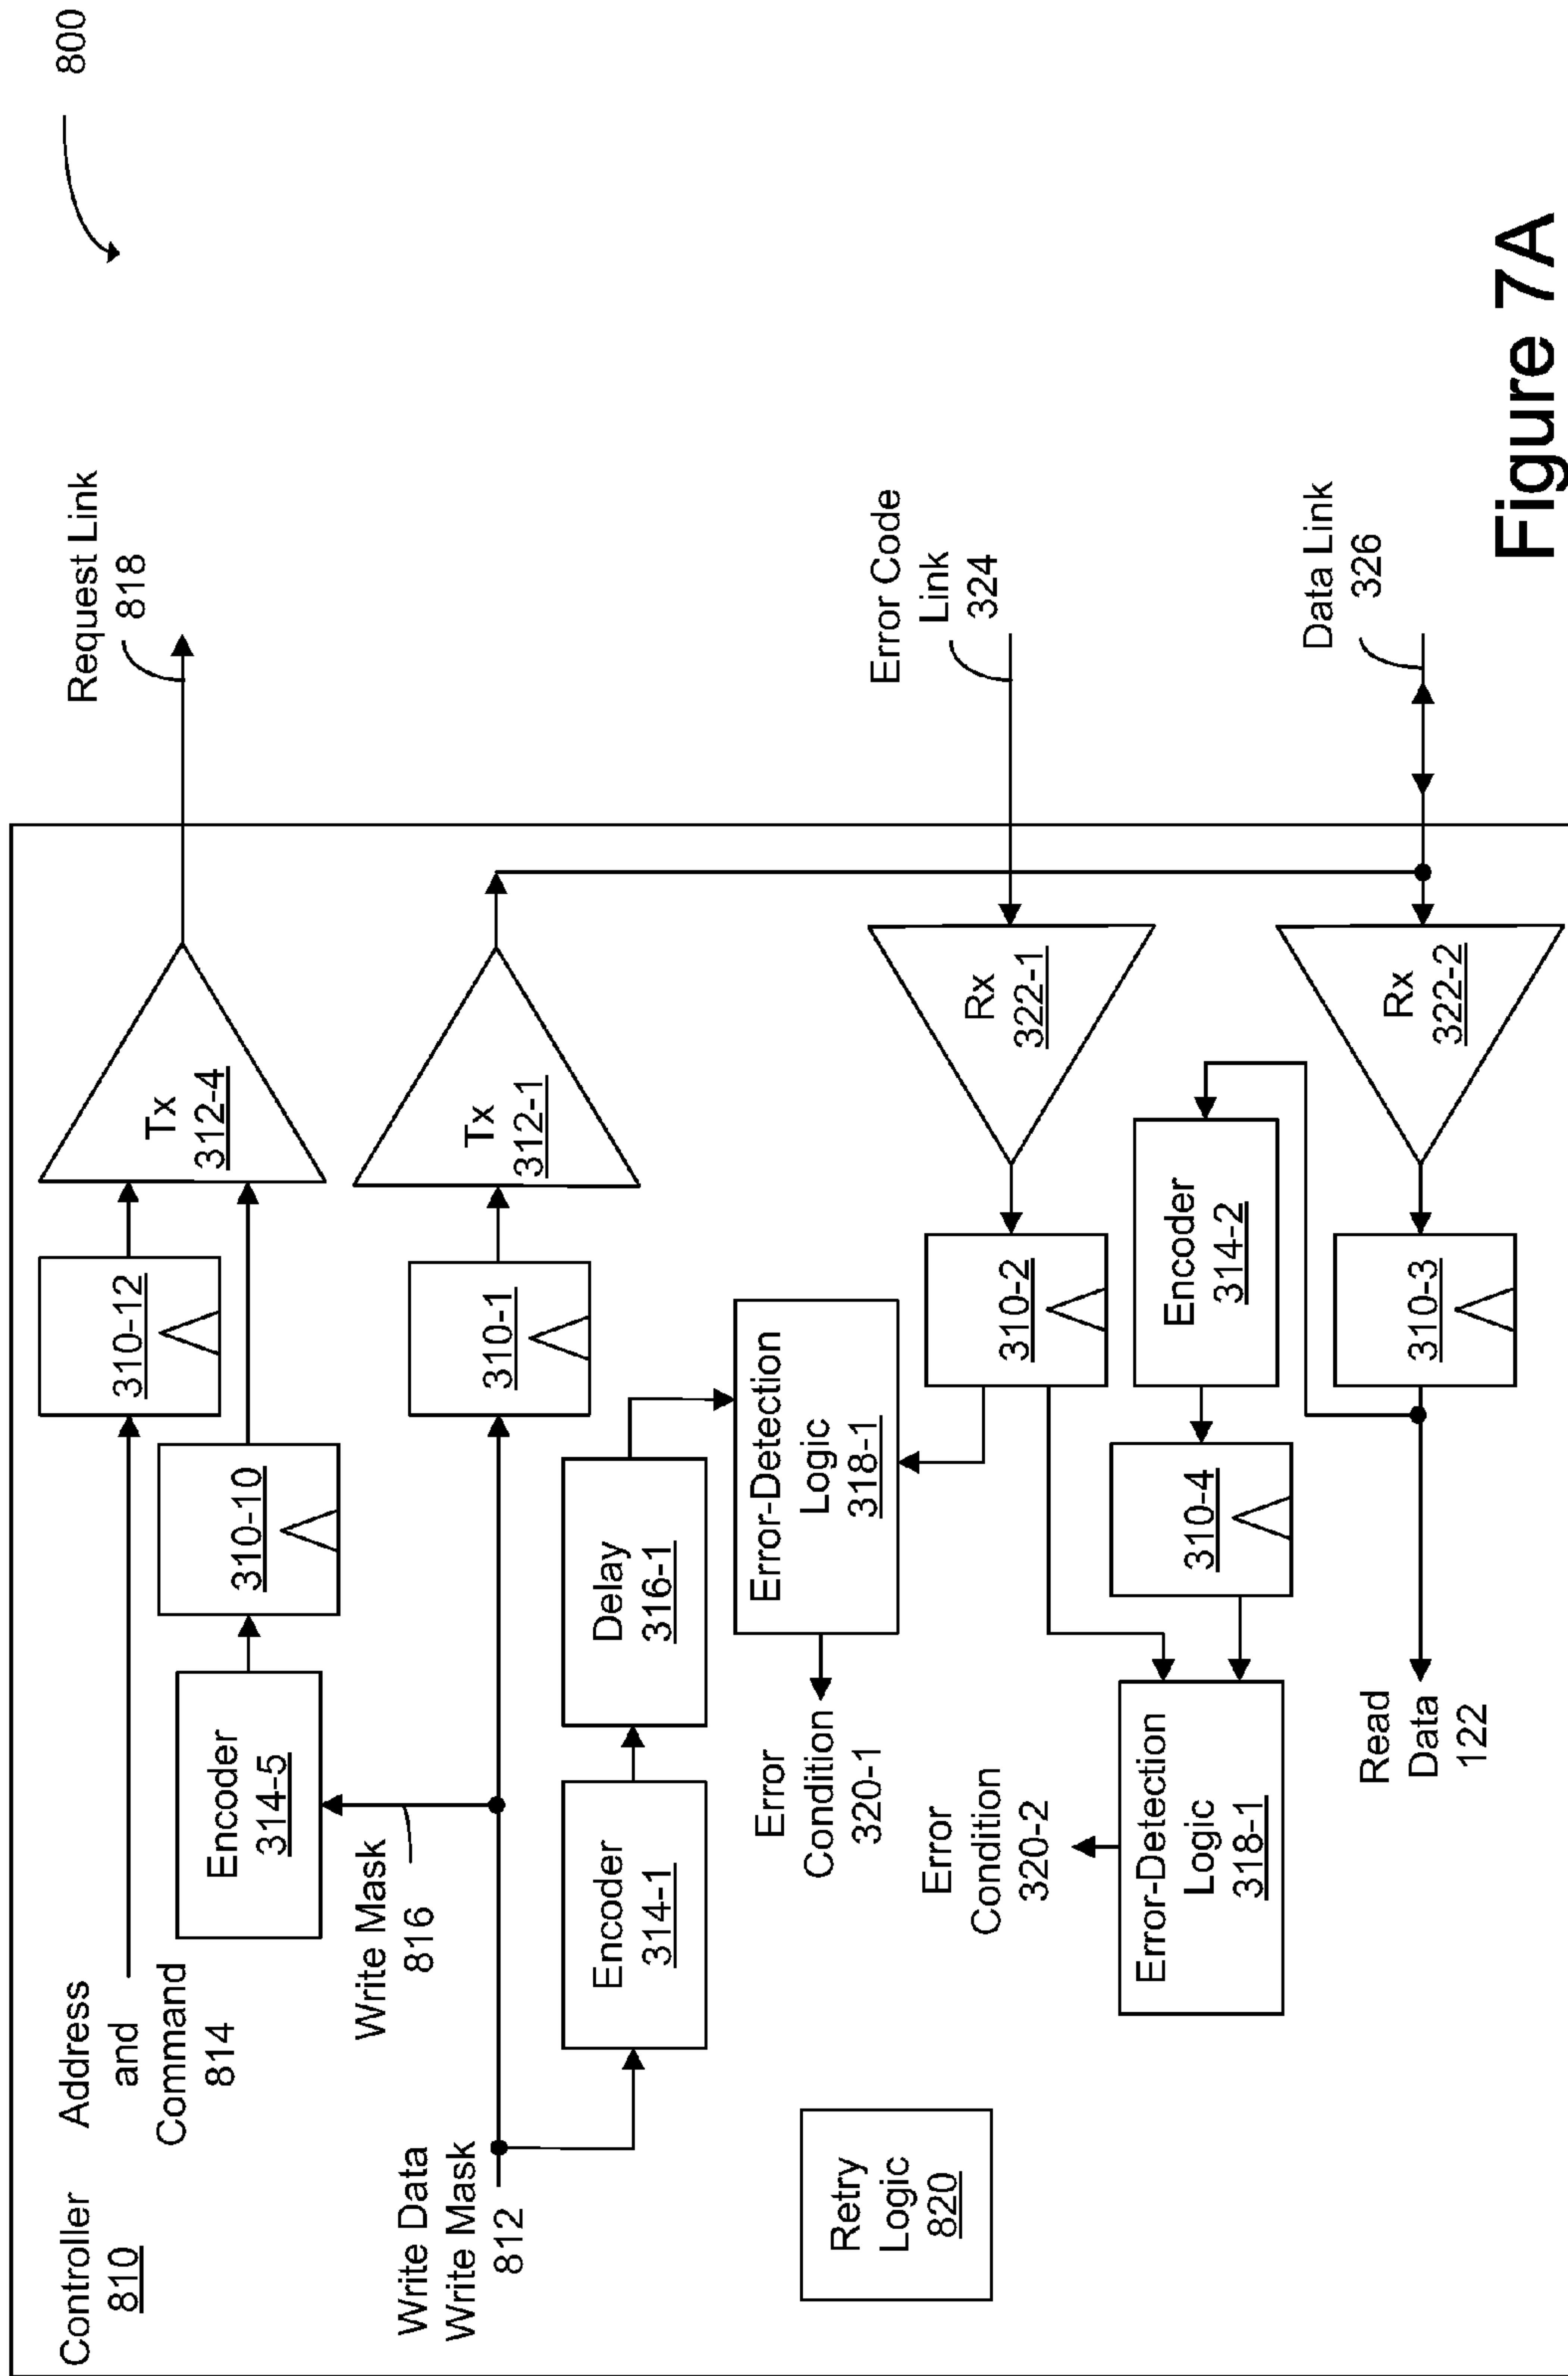 800
Controller
810
Address
and
Command
814
Request Link
818
310-12
Tx
312-4
310-10
Encoder
314-5
Write Mask
816
Write Data
Write Mask
812
310-1
Tx
312-1
Encoder
314-1
Delay
316-1
Error-Detection
Logic
318-1
Error
Condition
320-1
Retry
Logic
820
Error Code
Link
324
Rx
322-1
310-2
Encoder
314-2
310-4
Error
Condition
320-2
Error-Detection
Logic
318-1
Data Link
326
Rx
322-2
310-3
Read
Data
122
Figure 7A